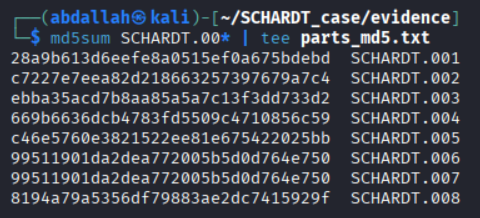 ┌──(abdallah㉿kali)-[~/SCHARDT_case/evidence]
└─$ md5sum SCHARDT.00* | tee parts_md5.txt
28a9b613d6eefe8a0515ef0a675bdebd  SCHARDT.001
c7227e7eea82d218663257397679a7c4  SCHARDT.002
ebba35acd7b8aa85a5a7c13f3dd733d2  SCHARDT.003
669b6636dcb4783fd5509c4710856c59  SCHARDT.004
c46e5760e3821522ee81e675422025bb  SCHARDT.005
99511901da2dea772005b5d0d764e750  SCHARDT.006
99511901da2dea772005b5d0d764e750  SCHARDT.007
8194a79a5356df79883ae2dc7415929f  SCHARDT.008